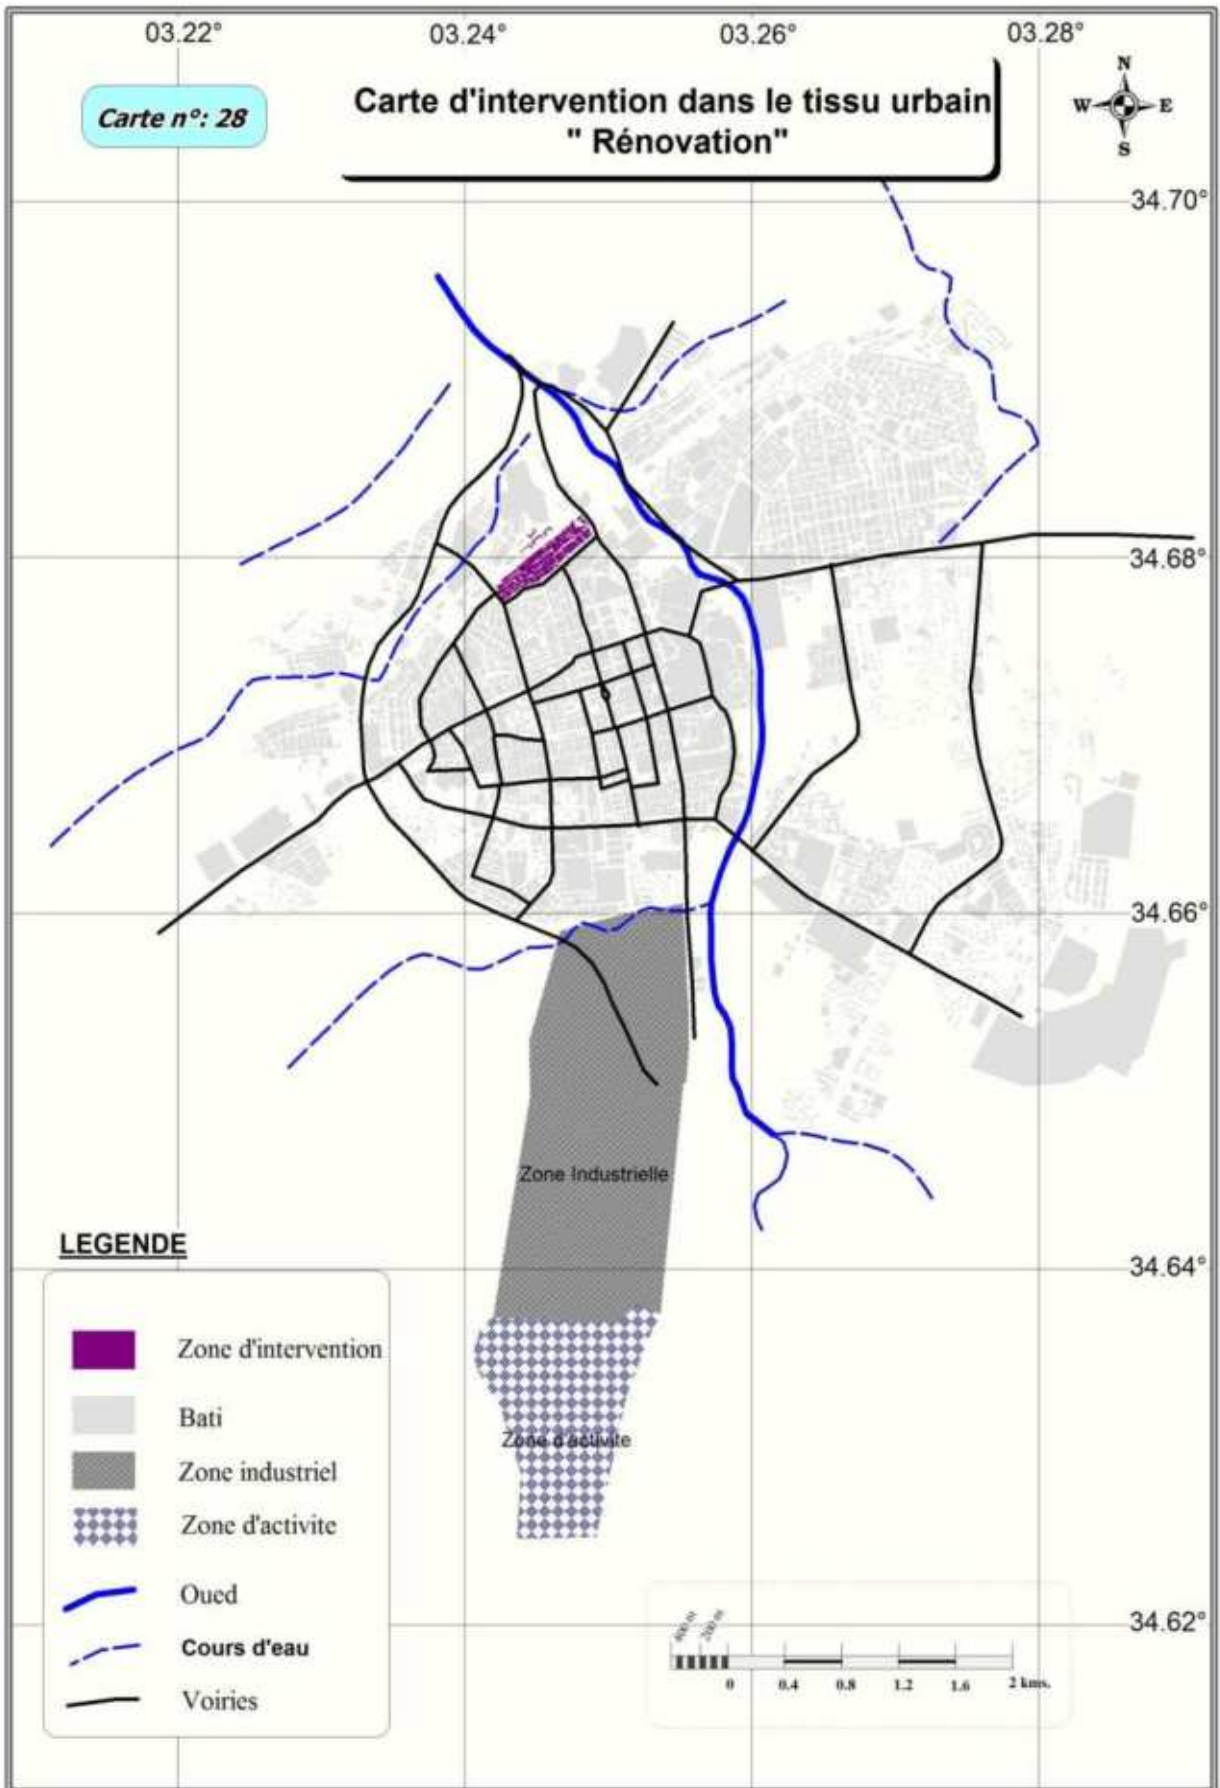 03.22° 03.24° 03.26° 03.28°
Carte n°: 28
Carte d'intervention dans le tissu urbain
" Rénovation"
N
W E
S
34.70°
34.68°
34.66°
Zone Industrielle
34.64°
LEGENDE
Zone d'intervention
Bati
Zone d'activite
Zone industriel
Zone d'activite
Oued
34.62°
Cours d'eau
Voiries
400 m 200 m
0 0.4 0.8 1.2 1.6 2 kms.